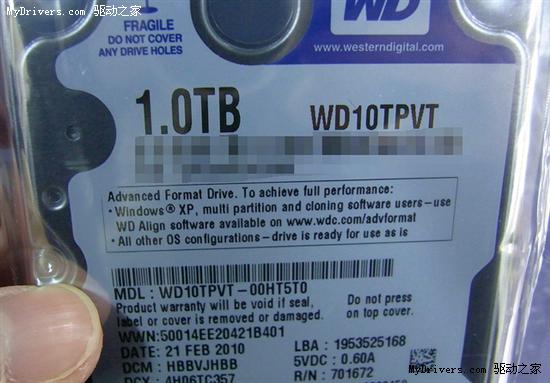 MyDrivers.com 驱动之家
FRAGILE
DO NOT COVER
ANY DRIVE HOLES
WD
www.westerndigital.com
1.0TB
WD10TPVT
Advanced Format Drive. To achieve full performance:
• Windows® XP, multi partition and cloning software users-use
WD Align software available on www.wdc.com/advformat
• All other OS configurations-drive is ready for use as is
MDL : WD10TPVT-00HT5T0
Product warranty will be void if seal,
label or cover is removed or damaged.
Do not press
on top cover.
WWN:50014EE20421B401
DATE: 21 FEB 2010
LBA : 1953525168
DCM : HBBVJHBB
5VDC : 0.60A
DCX : 4H06TC357
R/N : 701672
MyDrivers.com 驱动之家